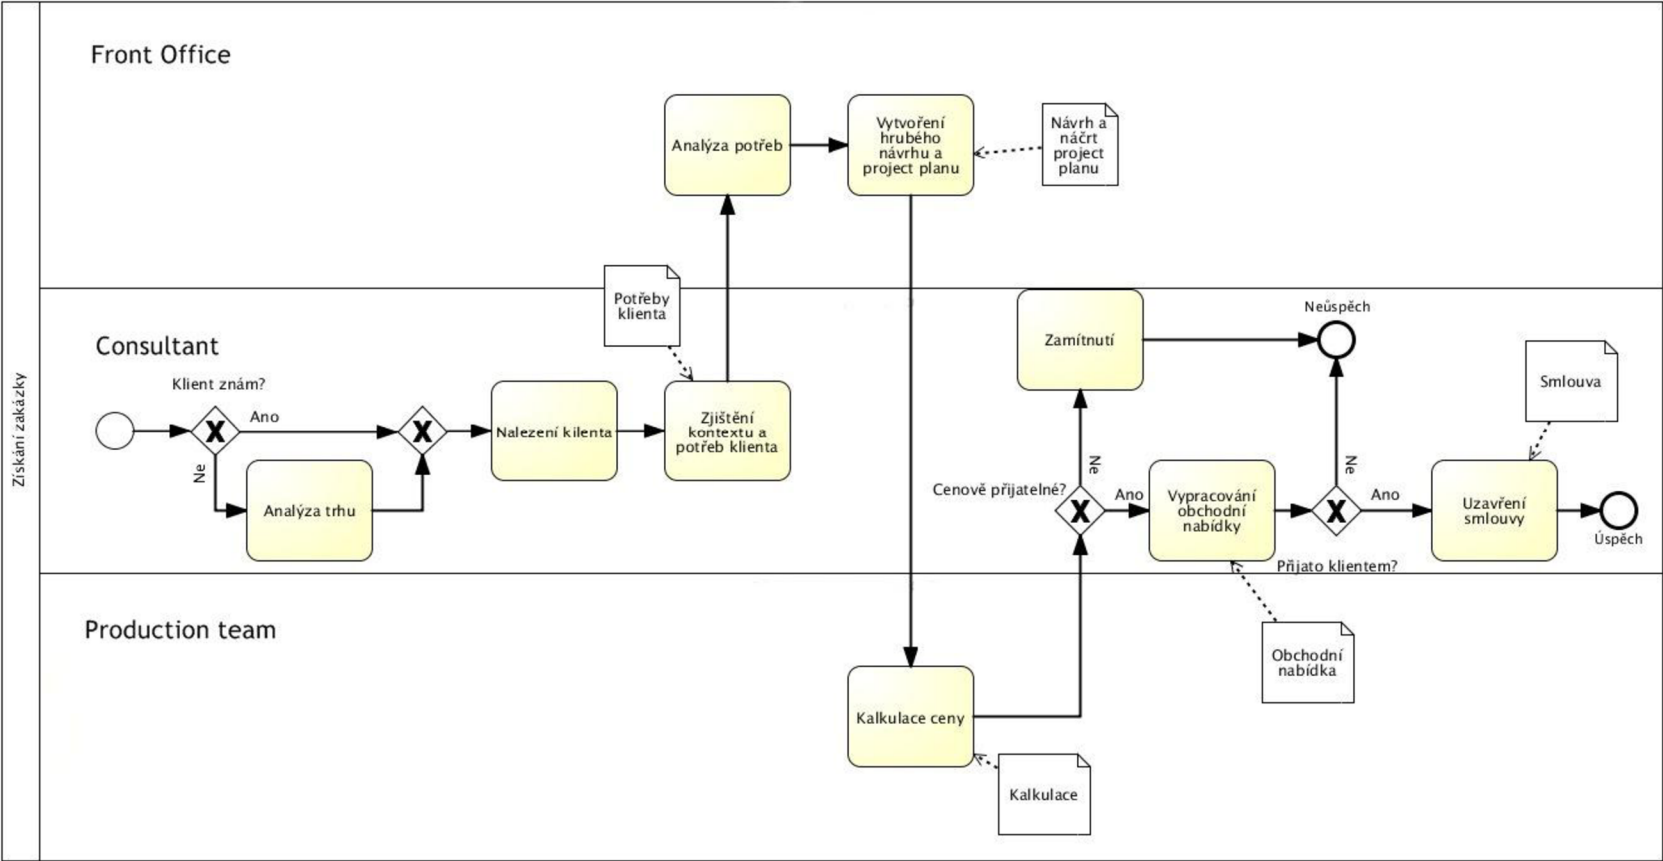 Získání zakázky
Front Office
Analýza potřeb
Vytvoření
hrubého
návrhu a
project planu
Návrh a
náčrt
project
planu
Consultant
Klient znám?
Ano
Ne
Analýza trhu
Nalezení kilenta
Potřeby
klienta
Zjištění
kontextu a
potřeb klienta
Zamítnutí
Neůspěch
Ne
Cenově přijatelné?
Ano
Vypracování
obchodní
nabídky
Ne
Ano
Přijato klientem?
Smlouva
Uzavření
smlouvy
Úspěch
Production team
Kalkulace ceny
Kalkulace
Obchodní
nabídka